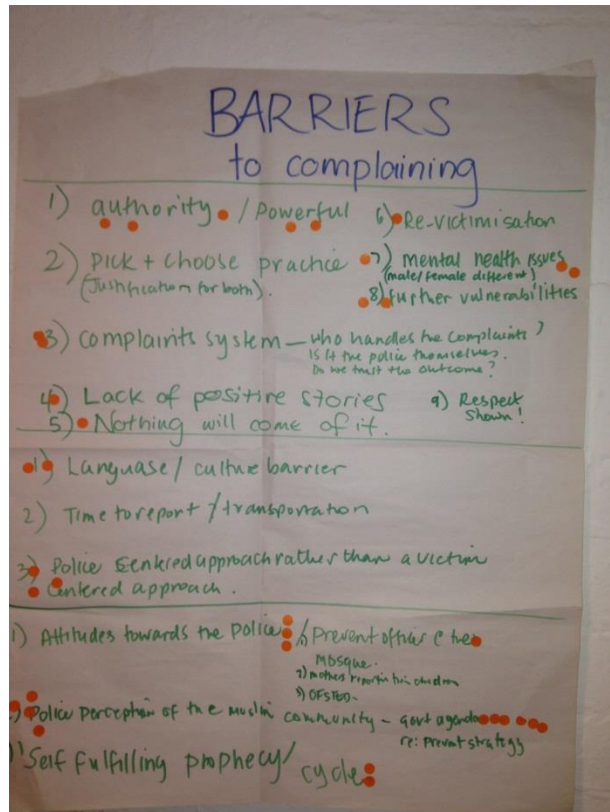 BARRIERS
to complaining
1) authority / Powerful
2) Pick + choose practice
(Justification for both).
3) complaints system — who handles the complaints?
Is it the police themselves.
Do we trust the outcome?
4) Lack of positive stories
5) Nothing will come of it.
6) Re-victimisation
7) mental health issues
(male/female different)
8) further vulnerabilities
9) Respect
Shown!
1) Language / culture barrier
2) Time to report / transportation
3) Police centred approach rather than a victim
Centered approach.
1) Attitudes towards the Police
Prevent officer @ the
MOSQUE.
2) mothers reporting children
3) OFSTED-
2) Police perception of the muslim community - govt agenda
re: prevent strategy
Self fulfilling prophecy/
cycle